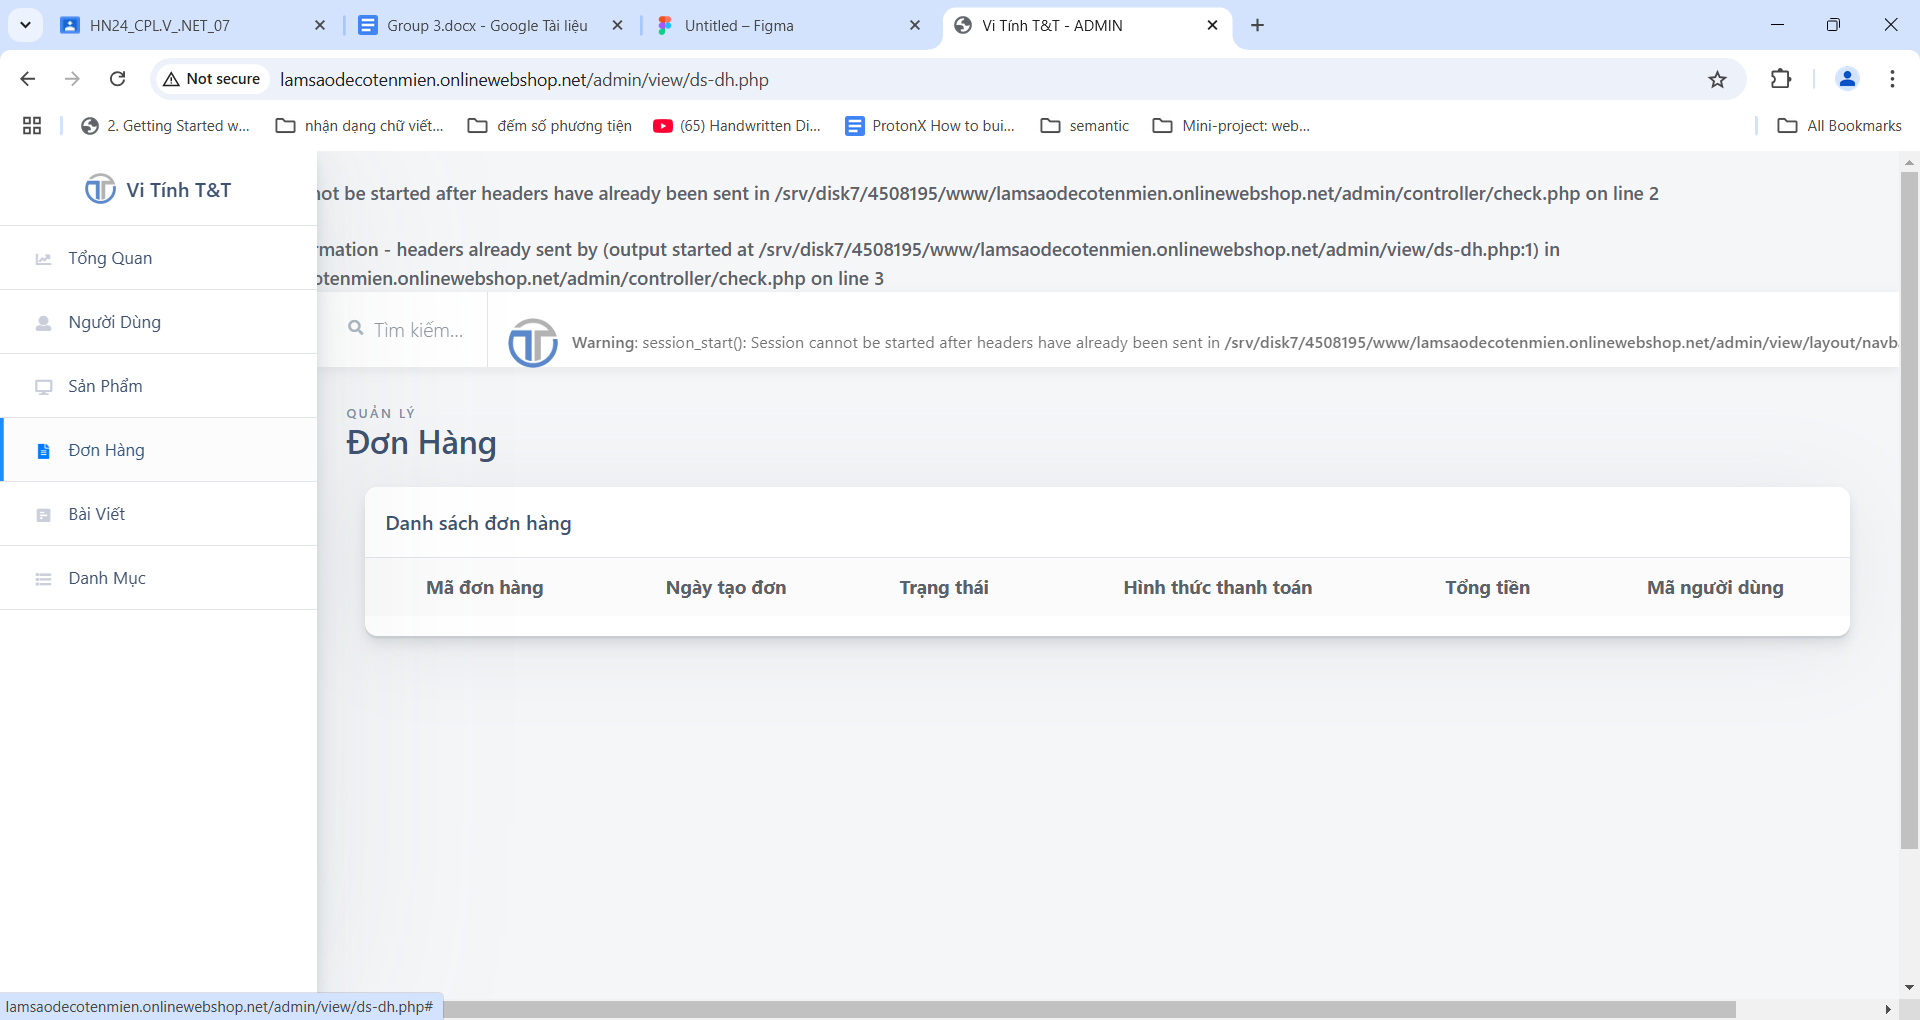 HN24_CPL.V_.NET_07
Group 3.docx - Google Tài liệu
Untitled – Figma
Vi Tính T&T - ADMIN
Not secure
lamsaodecotenmien.onlinewebshop.net/admin/view/ds-dh.php
2. Getting Started w...
nhận dạng chữ viết...
đếm số phương tiện
(65) Handwritten Di...
ProtonX How to bui...
semantic
Mini-project: web...
All Bookmarks
Vi Tính T&T
Tổng Quan
Người Dùng
Sản Phẩm
Đơn Hàng
Bài Viết
Danh Mục
not be started after headers have already been sent in /srv/disk7/4508195/www/lamsaodecotenmien.onlinewebshop.net/admin/controller/check.php on line 2
rmation - headers already sent by (output started at /srv/disk7/4508195/www/lamsaodecotenmien.onlinewebshop.net/admin/view/ds-dh.php:1) in
otenmien.onlinewebshop.net/admin/controller/check.php on line 3
Tìm kiếm...
Warning: session_start(): Session cannot be started after headers have already been sent in /srv/disk7/4508195/www/lamsaodecotenmien.onlinewebshop.net/admin/view/layout/navb
QUẢN LÝ
Đơn Hàng
Danh sách đơn hàng
Mã đơn hàng
Ngày tạo đơn
Trạng thái
Hình thức thanh toán
Tổng tiền
Mã người dùng
lamsaodecotenmien.onlinewebshop.net/admin/view/ds-dh.php#